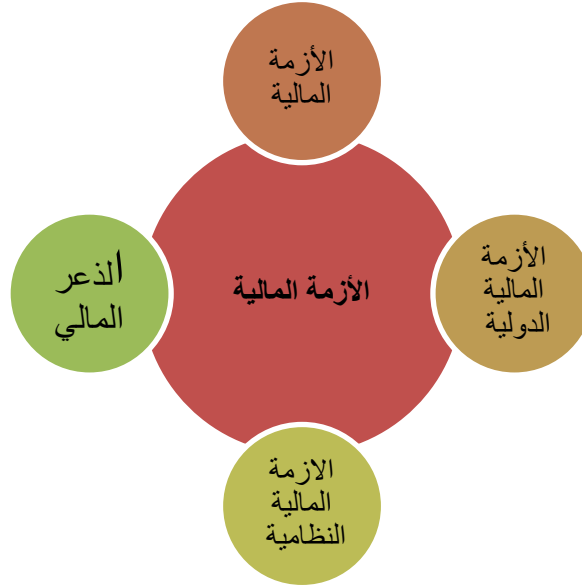 الأزمة
المالية
الأزمة
المالية
الدولية
الأزمة المالية
الذعر
المالي
الازمة
المالية
النظامية